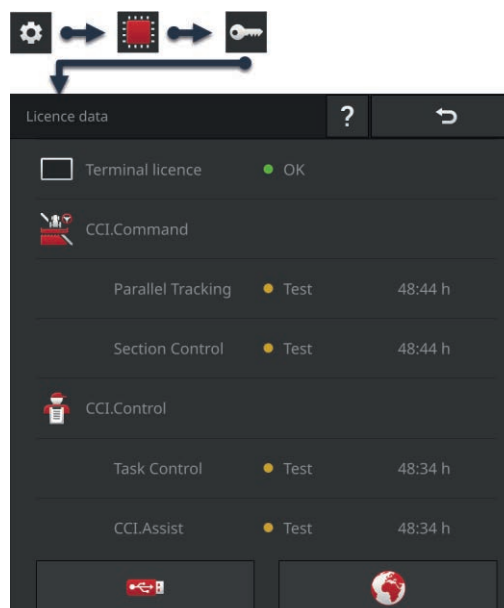 Licence data ?
Terminal licence OK
CCI.Command
Parallel Tracking Test 48:44 h
Section Control Test 48:44 h
CCI.Control
Task Control Test 48:34 h
CCI.Assist Test 48:34 h